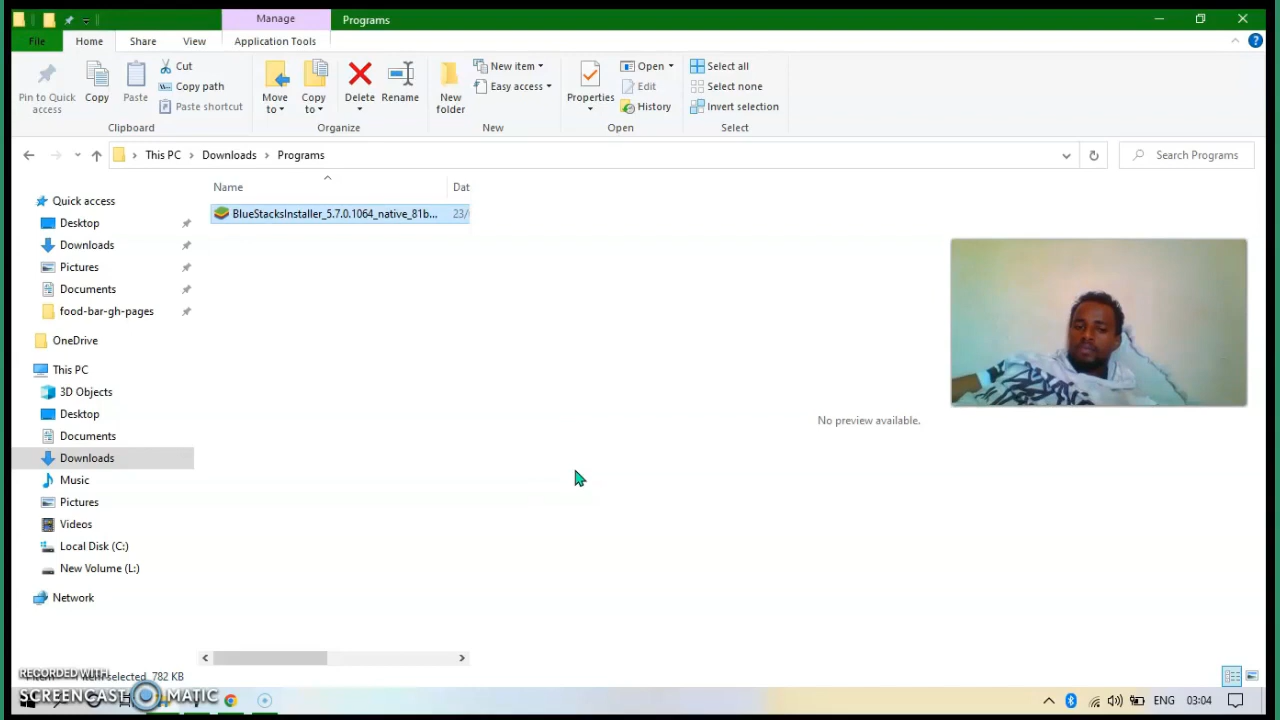 Manage
Programs
File
Home
Share
View
Application Tools
Pin to Quick access
Copy
Paste
Cut
Copy path
Paste shortcut
Clipboard
Move to
Copy to
Delete
Rename
Organize
New folder
New item
Easy access
New
Properties
Open
Edit
History
Open
Select all
Select none
Invert selection
Select
This PC > Downloads > Programs
Search Programs
Name
Dat
BlueStacksInstaller_5.7.0.1064_native_81b...
23/
Quick access
Desktop
Downloads
Pictures
Documents
food-bar-gh-pages
OneDrive
This PC
3D Objects
Desktop
Documents
Downloads
Music
Pictures
Videos
Local Disk (C:)
New Volume (L:)
Network
No preview available.
selected, 782 KB
RECORDED WITH
SCREENCAST MATIC
ENG
03:04